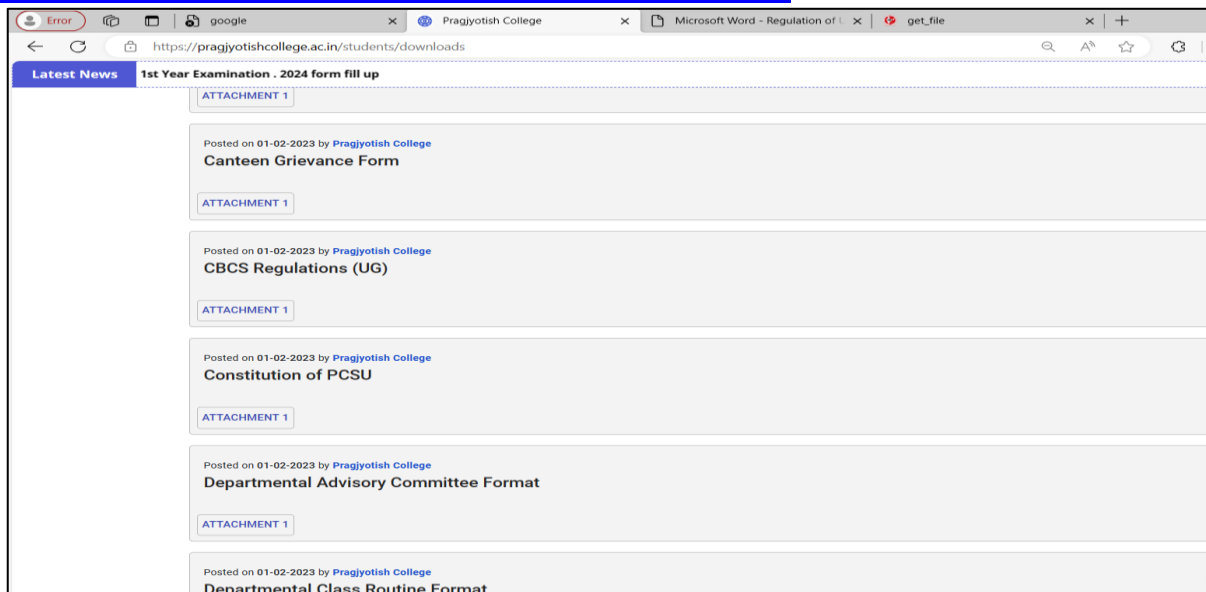 Error
google
Pragjyotish College
Microsoft Word - Regulation of
get_file
https://pragjyotishcollege.ac.in/students/downloads
Latest News
1st Year Examination . 2024 form fill up
ATTACHMENT 1
Posted on 01-02-2023 by Pragjyotish College
Canteen Grievance Form
ATTACHMENT 1
Posted on 01-02-2023 by Pragjyotish College
CBCS Regulations (UG)
ATTACHMENT 1
Posted on 01-02-2023 by Pragjyotish College
Constitution of PCSU
ATTACHMENT 1
Posted on 01-02-2023 by Pragjyotish College
Departmental Advisory Committee Format
ATTACHMENT 1
Posted on 01-02-2023 by Pragjyotish College
Departmental Class Routine Format